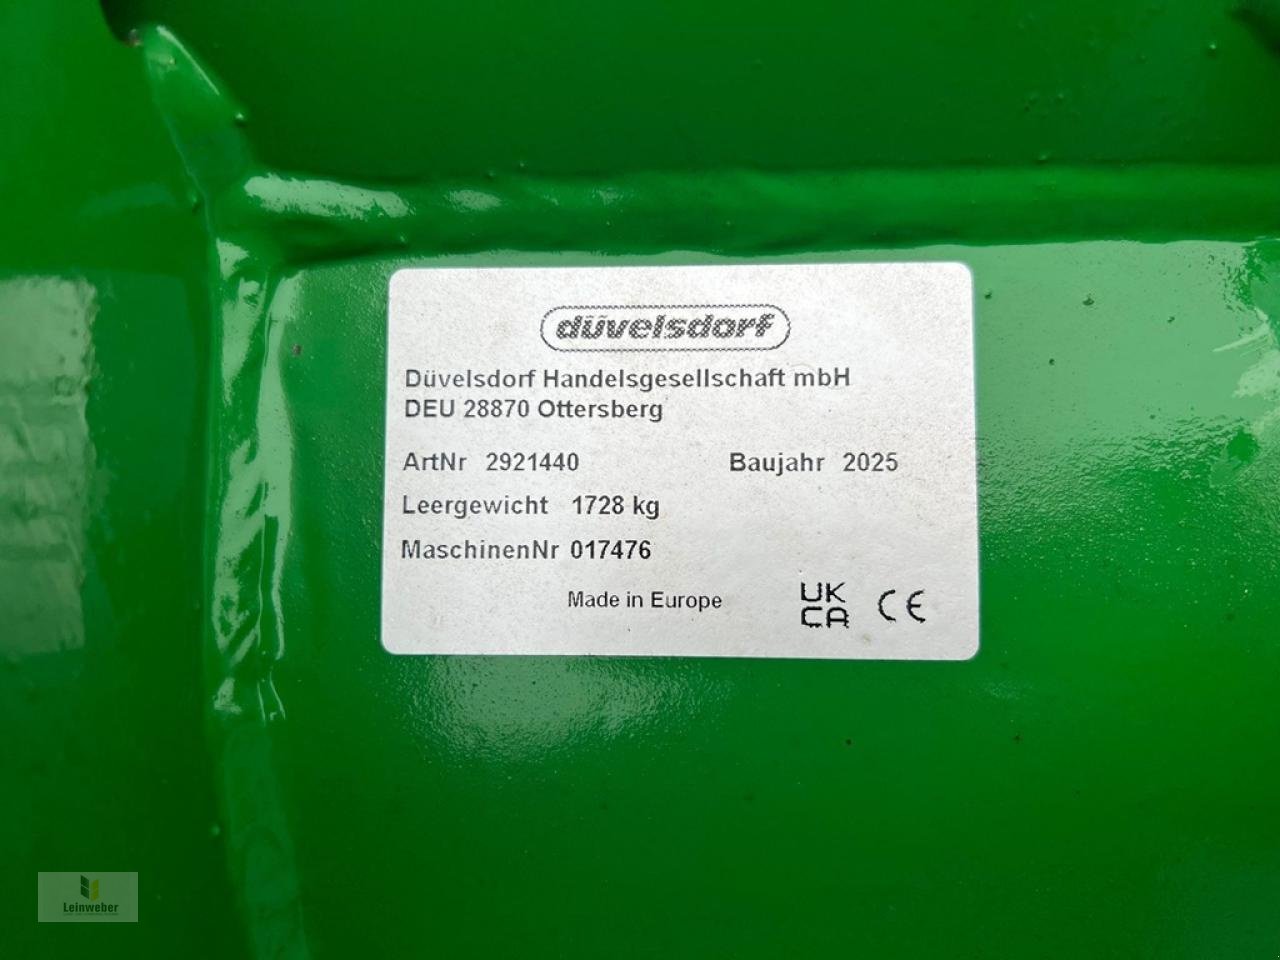 düvelsdorf
Düvelsdorf Handelsgesellschaft mbH
DEU 28870 Ottersberg
ArtNr 2921440 Baujahr 2025
Leergewicht 1728 kg
MaschinenNr 017476
Made in Europe
UK
CA CE
Leinweber